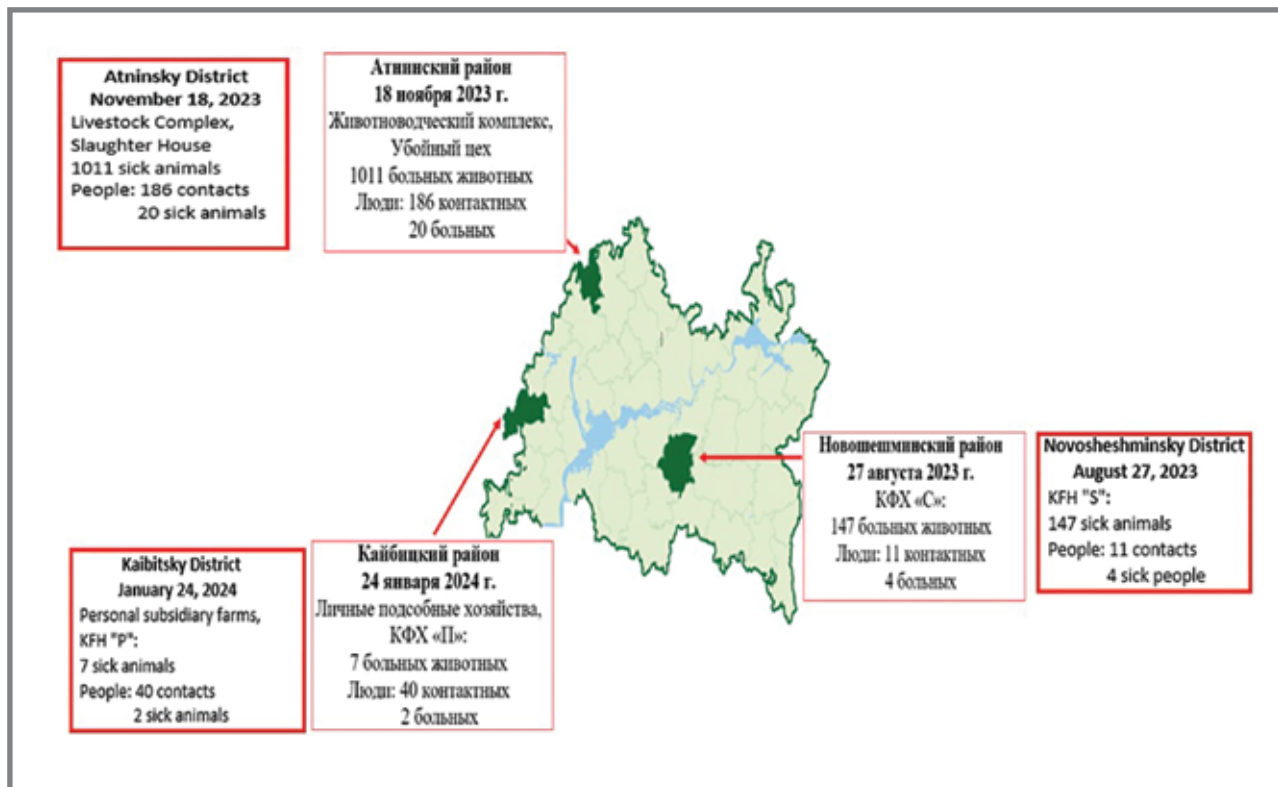 Atninsky District
November 18, 2023
Livestock Complex,
Slaughter House
1011 sick animals
People: 186 contacts
20 sick animals
Атнинский район
18 ноября 2023 г.
Животноводческий комплекс,
Убойный цех
1011 больных животных
Люди: 186 контактных
20 больных
Новошешминский район
27 августа 2023 г.
КФХ «С»:
147 больных животных
Люди: 11 контактных
4 больных
Novosheshminsky District
August 27, 2023
KFH "S":
147 sick animals
People: 11 contacts
4 sick people
Kaibitsky District
January 24, 2024
Personal subsidiary farms,
KFH "P":
7 sick animals
People: 40 contacts
2 sick animals
Кайбицкий район
24 января 2024 г.
Личные подсобные хозяйства,
КФХ «П»:
7 больных животных
Люди: 40 контактных
2 больных